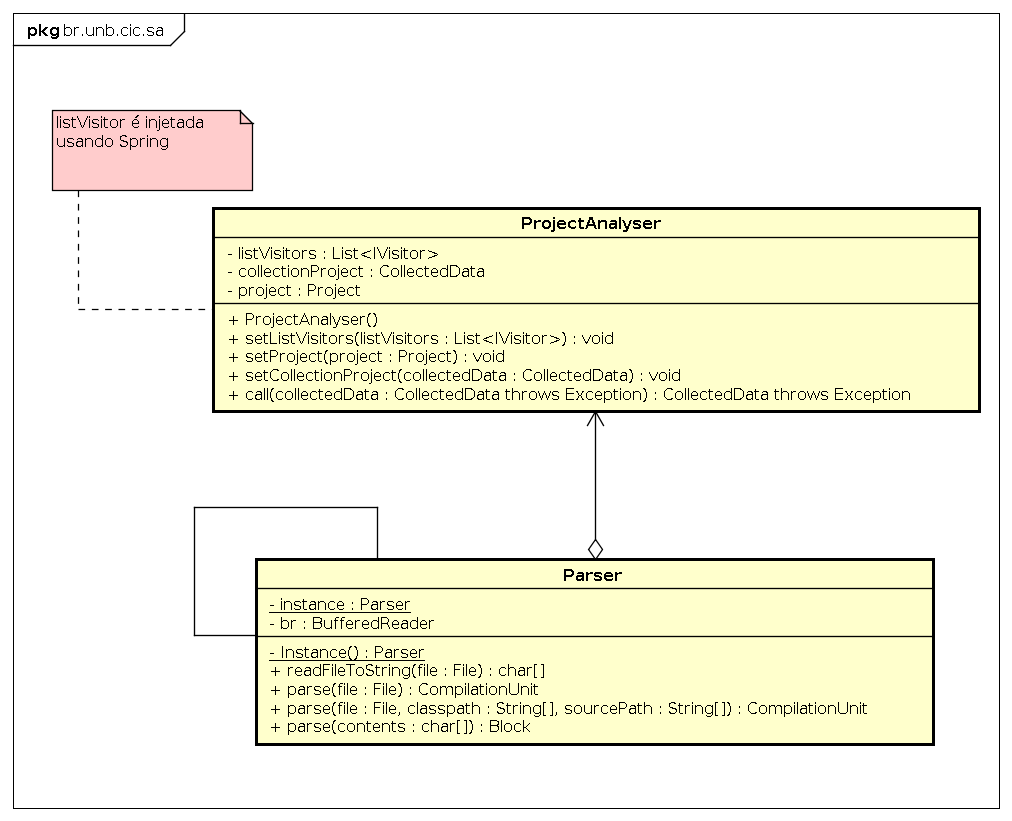 pkg br.unb.cic.sa
listVisitor é injetada
usando Spring
ProjectAnalyser
- listVisitors : List<IVisitor>
- collectionProject : CollectedData
- project : Project
+ ProjectAnalyser()
+ setListVisitors(listVisitors : List<IVisitor>) : void
+ setProject(project : Project) : void
+ setCollectionProject(collectedData : CollectedData) : void
+ call(collectedData : CollectedData throws Exception) : CollectedData throws Exception
Parser
- instance : Parser
- br : BufferedReader
- Instance() : Parser
+ readFileToString(file : File) : char[]
+ parse(file : File) : CompilationUnit
+ parse(file : File, classpath : String[], sourcePath : String[]) : CompilationUnit
+ parse(contents : char[]) : Block